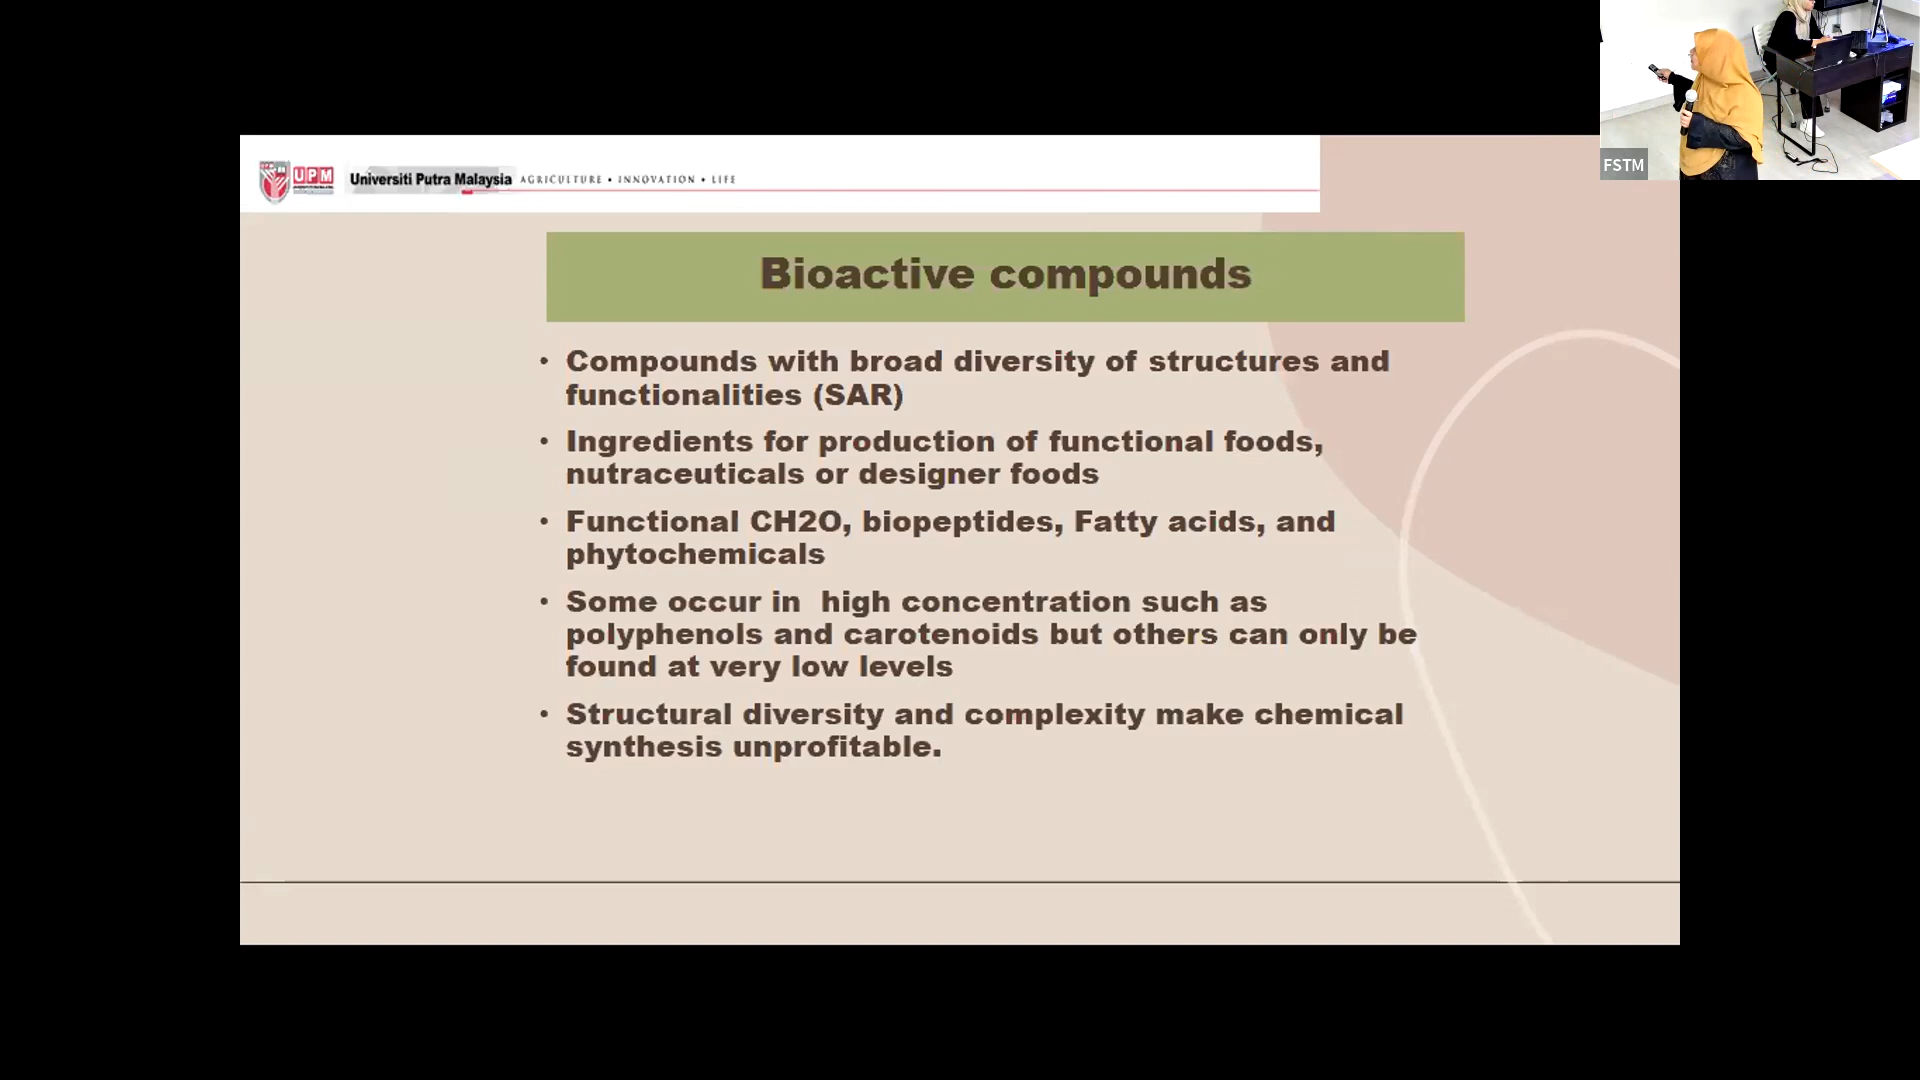 FSTM
UPM
Universiti Putra Malaysia AGRICULTURE • INNOVATION • LIFE
Bioactive compounds
• Compounds with broad diversity of structures and
functionalities (SAR)
• Ingredients for production of functional foods,
nutraceuticals or designer foods
• Functional CH2O, biopeptides, Fatty acids, and
phytochemicals
• Some occur in  high concentration such as
polyphenols and carotenoids but others can only be
found at very low levels
• Structural diversity and complexity make chemical
synthesis unprofitable.